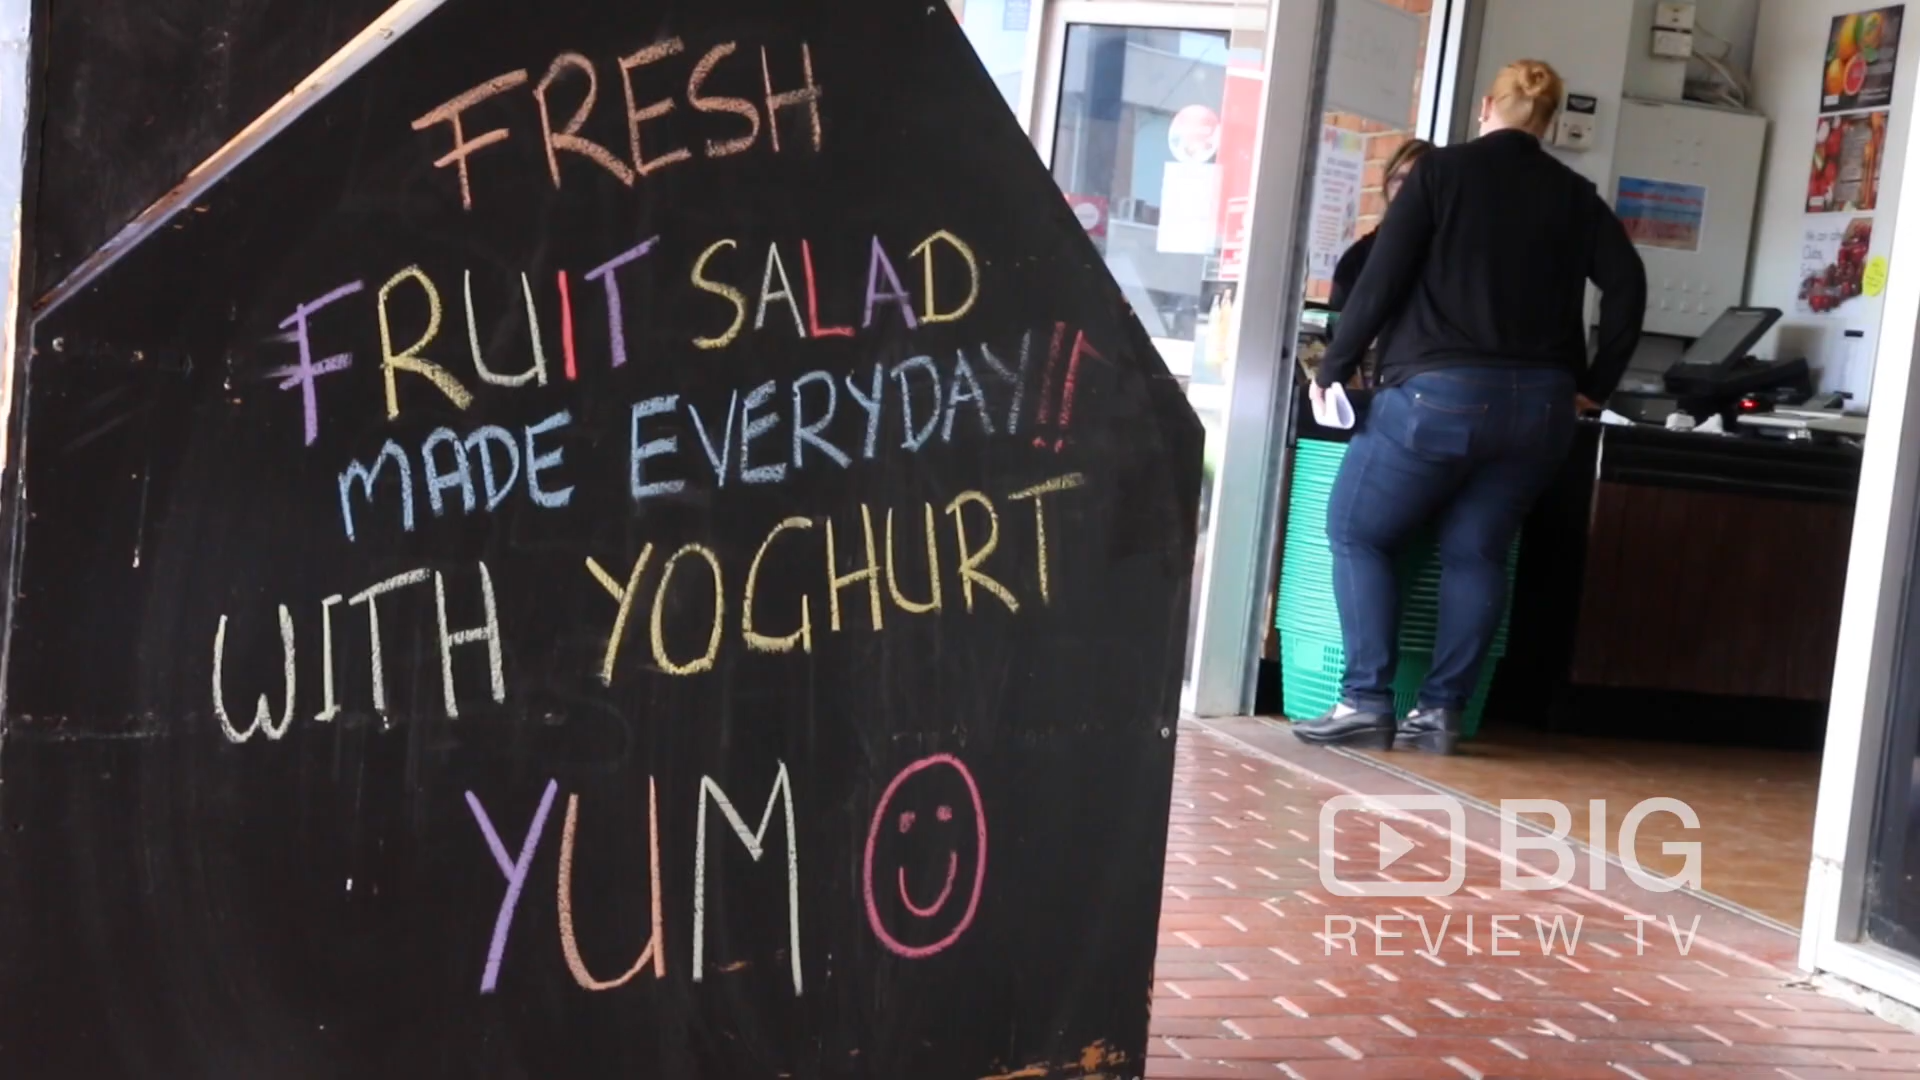 FRESH
FRUIT SALAD
MADE EVERYDAY!!
WITH YOGHURT
YUM
BIG
REVIEW TV